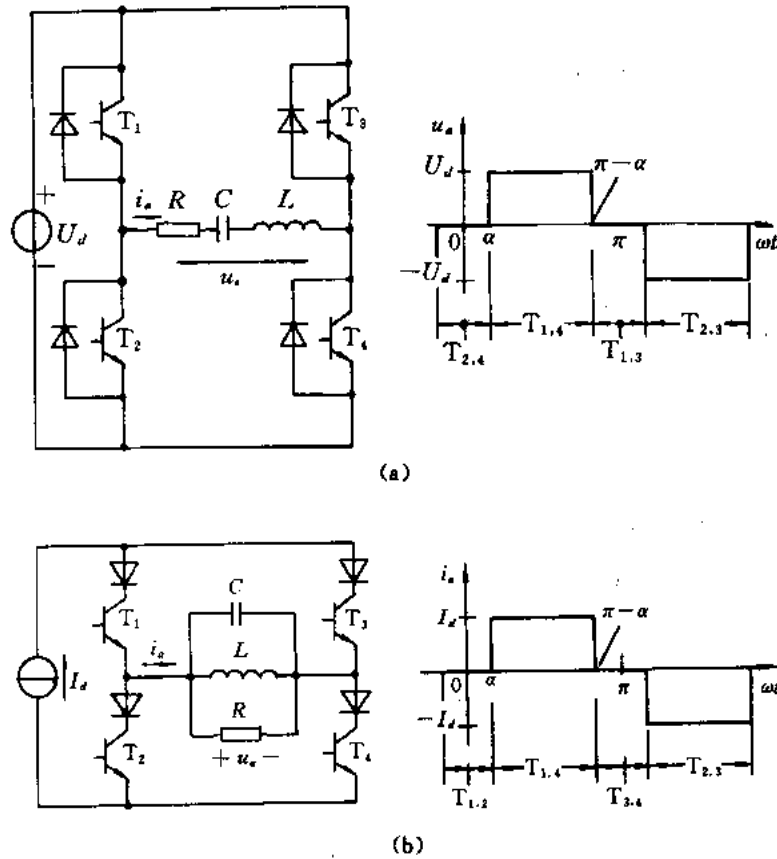 T₁
T₃
+
U_d
−
i_a R C L
u_a
T₂
T₄
u_a
U_d
π−α
0 α π ωt
−U_d
T₂,₄ T₁,₄ T₁,₃ T₂,₃
(a)
T₁
T₃
C
i_a L
I_d
R
+ u_a −
T₂
T₄
i_a
I_d
π−α
0 α π ωt
−I_d
T₁,₂ T₁,₄ T₃,₄ T₂,₃
(b)